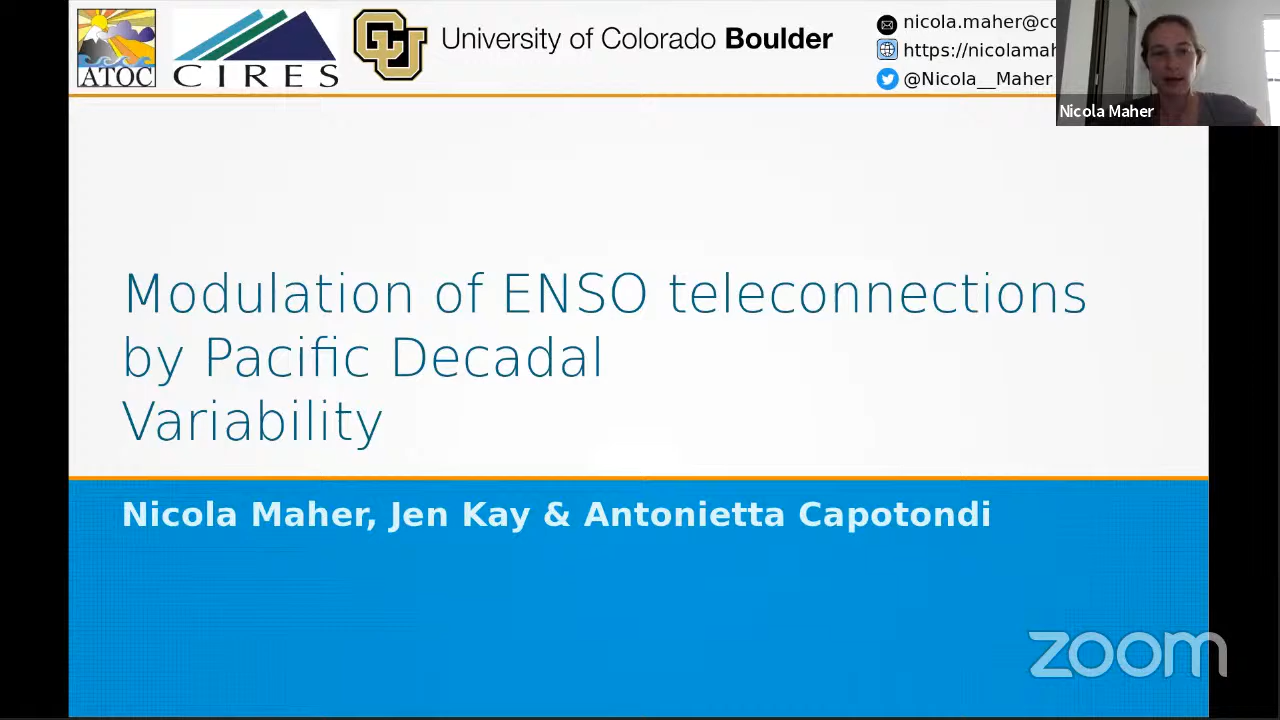 ATOC
CIRES
University of Colorado Boulder
nicola.maher@co
https://nicolamah
@Nicola__Maher
Nicola Maher
Modulation of ENSO teleconnections
by Pacific Decadal
Variability
Nicola Maher, Jen Kay & Antonietta Capotondi
zoom